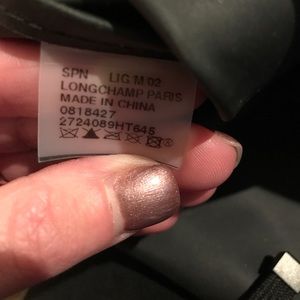 SPN LIG M 02
LONGCHAMP PARIS
MADE IN CHINA
0818427
2724089HT645